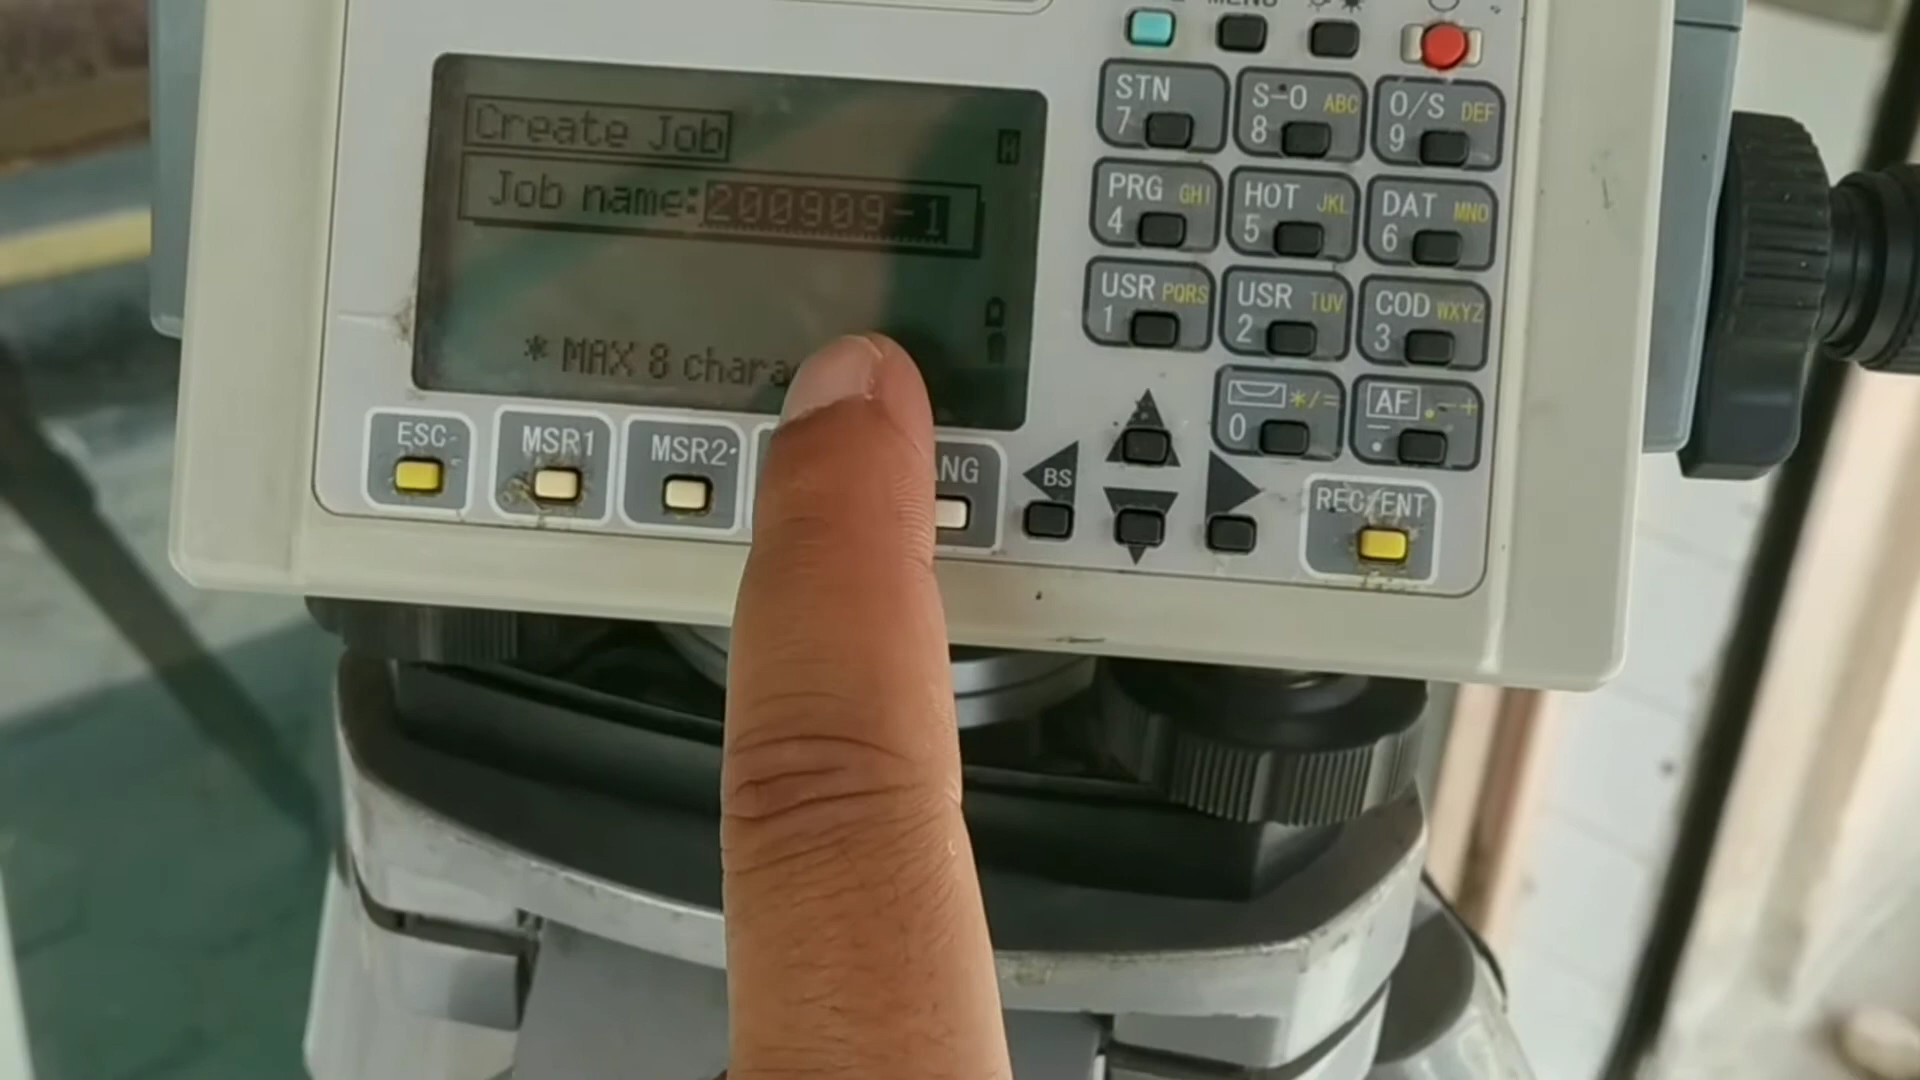 MENU
Create Job
Job name:200909-1
* MAX 8 chara
STN
7
S-O ABC
8
O/S DEF
9
PRG GHI
4
HOT JKL
5
DAT MNO
6
USR PQRS
1
USR TUV
2
COD WXYZ
3
*/=
0
AF .-+
ESC
MSR1
MSR2
ANG
BS
REC/ENT